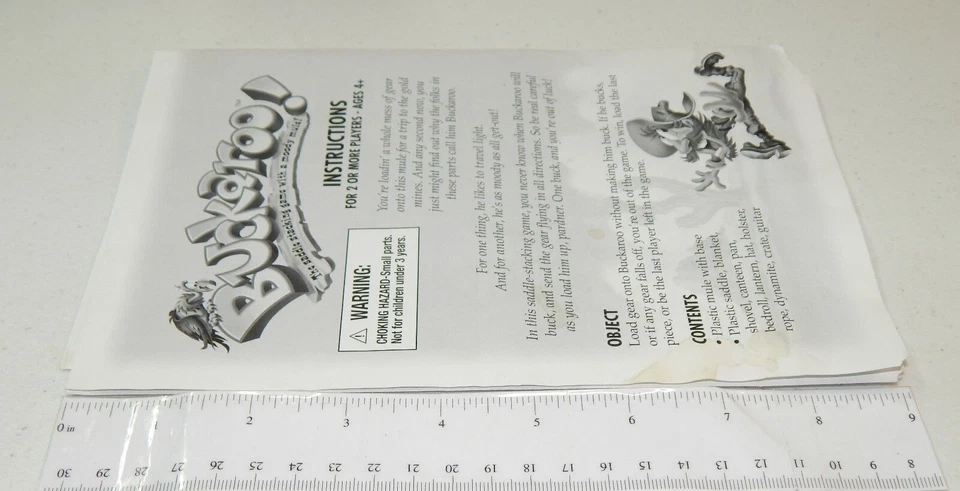 BUCKAROO!™
The saddle stacking game with a moody mule!
INSTRUCTIONS
FOR 2 OR MORE PLAYERS - AGES 4+
⚠ WARNING:
CHOKING HAZARD-Small parts.
Not for children under 3 years.
You're loadin' a whole mess of gear
onto this mule for a trip to the gold
mines. And any second now, you
just might find out why the folks in
these parts call him Buckaroo.
For one thing, he likes to travel light.
And for another, he's as moody as all get-out!
In this saddle-stacking game, you never know when Buckaroo will
buck, and send the gear flying in all directions. So be real careful
as you load him up, pardner. One buck, and you're out of luck!
OBJECT
Load gear onto Buckaroo without making him buck. If he bucks,
or if any gear falls off, you're out of the game. To win, load the last
piece, or be the last player left in the game.
CONTENTS
• Plastic mule with base
• Plastic saddle, blanket,
shovel, canteen, pan,
bedroll, lantern, hat, holster,
rope, dynamite, crate, guitar
0 in 1 2 3 4 5 6 7 8 9
30 29 28 27 26 25 24 23 22 21 20 19 18 17 16 15 14 13 12 11 10 9 8